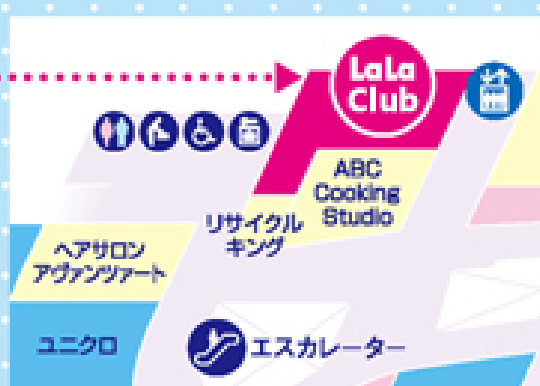 LaLa
Club
ABC
Cooking
Studio
リサイクル
キング
ヘアサロン
アヴァンツァート
ユニクロ
エスカレーター